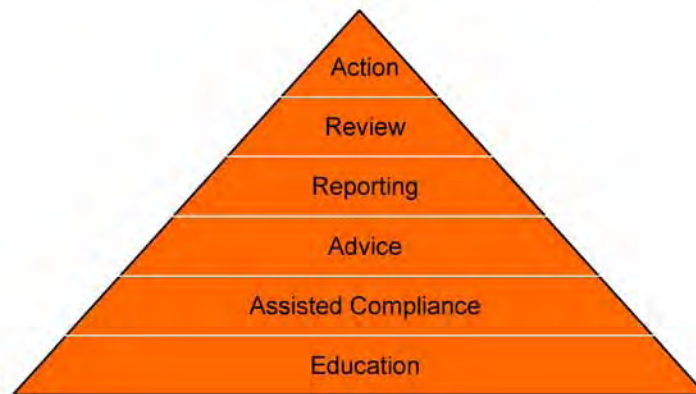 Action
Review
Reporting
Advice
Assisted Compliance
Education